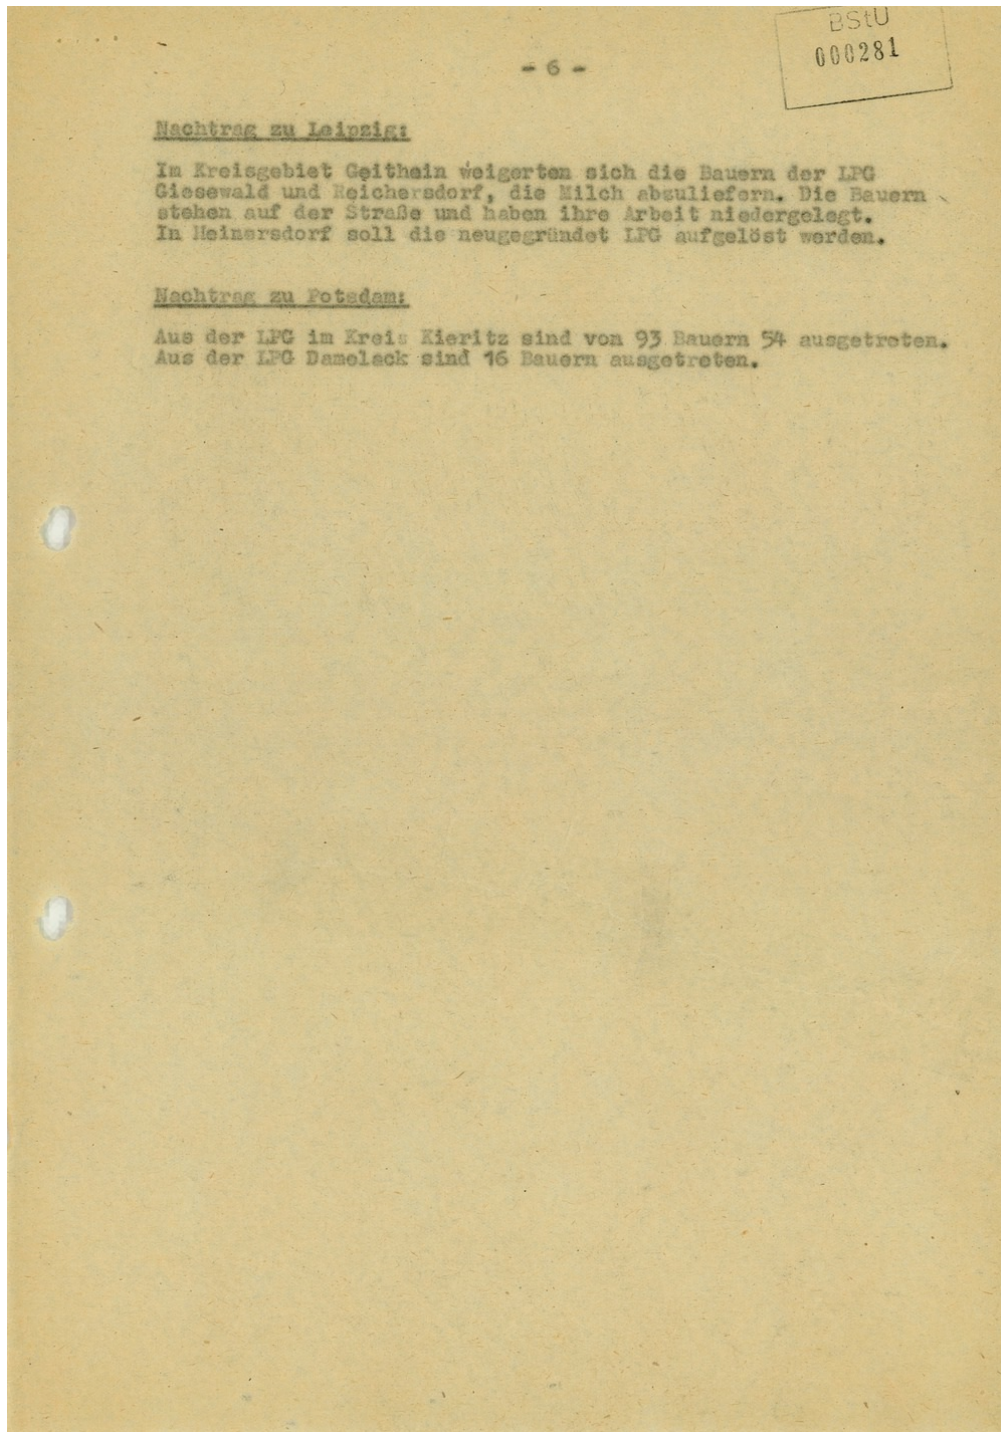 BStU
000281
- 6 -
Nachtrag zu Leipzig:
Im Kreisgebiet Geithain weigerten sich die Bauern der LPG
Giesewald und Reichersdorf, die Milch abzuliefern. Die Bauern
stehen auf der Straße und haben ihre Arbeit niedergelegt.
In Heinersdorf soll die neugegründet LPG aufgelöst werden.
Nachtrag zu Potsdam:
Aus der LPG im Kreis Kieritz sind von 93 Bauern 54 ausgetreten.
Aus der LPG Damelack sind 16 Bauern ausgetreten.